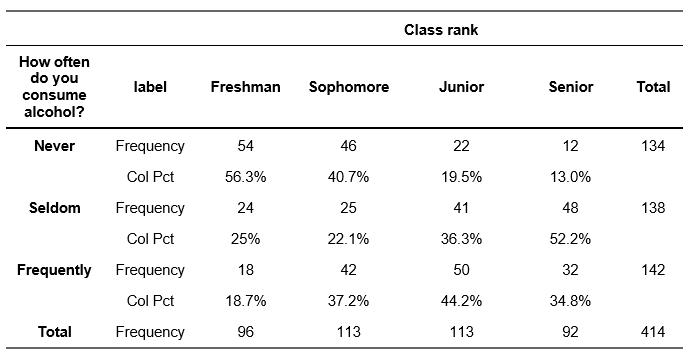 Class rank
How often do you consume alcohol? label Freshman Sophomore Junior Senior Total
Never Frequency 54 46 22 12 134
Col Pct 56.3% 40.7% 19.5% 13.0%
Seldom Frequency 24 25 41 48 138
Col Pct 25% 22.1% 36.3% 52.2%
Frequently Frequency 18 42 50 32 142
Col Pct 18.7% 37.2% 44.2% 34.8%
Total Frequency 96 113 113 92 414